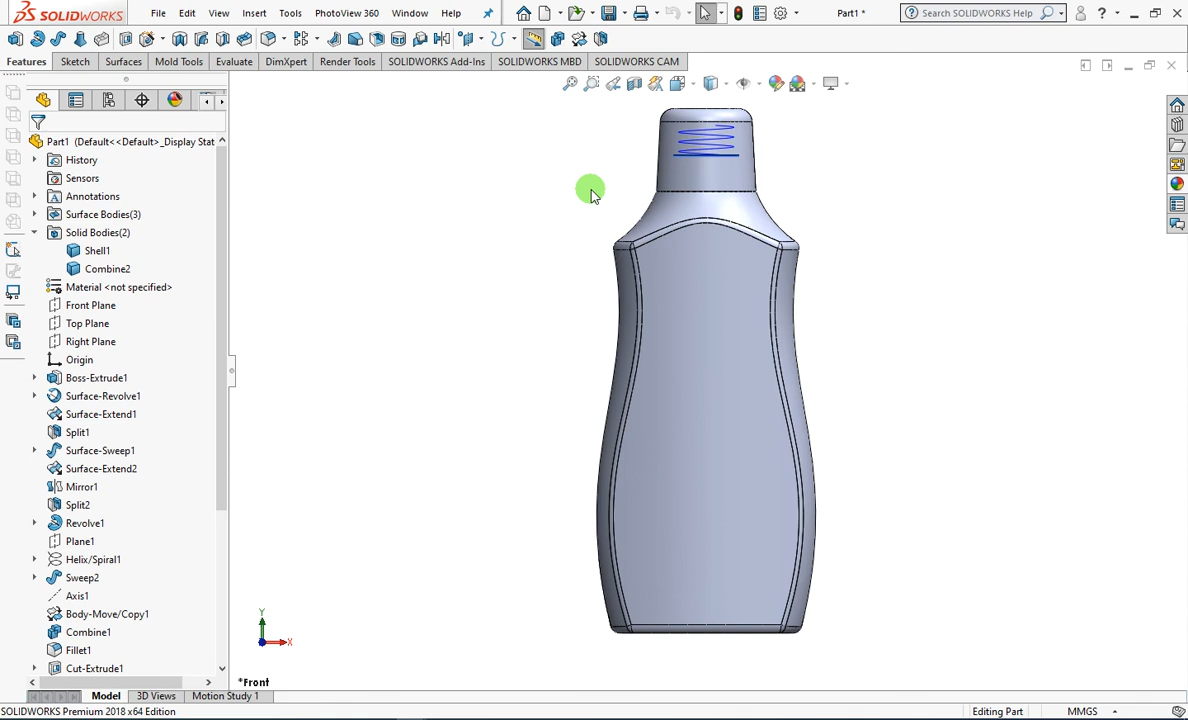 SOLIDWORKS File Edit View Insert Tools PhotoView 360 Window Help Part1 * Search SOLIDWORKS Help ?
Features Sketch Surfaces Mold Tools Evaluate DimXpert Render Tools SOLIDWORKS Add-Ins SOLIDWORKS MBD SOLIDWORKS CAM
Part1 (Default<<Default>_Display Stat
History
Sensors
Annotations
Surface Bodies(3)
Solid Bodies(2)
Shell1
Combine2
Material <not specified>
Front Plane
Top Plane
Right Plane
Origin
Boss-Extrude1
Surface-Revolve1
Surface-Extend1
Split1
Surface-Sweep1
Surface-Extend2
Mirror1
Split2
Revolve1
Plane1
Helix/Spiral1
Sweep2
Axis1
Body-Move/Copy1
Combine1
Fillet1
Cut-Extrude1
Y
X
*Front
Model 3D Views Motion Study 1
SOLIDWORKS Premium 2018 x64 Edition Editing Part MMGS